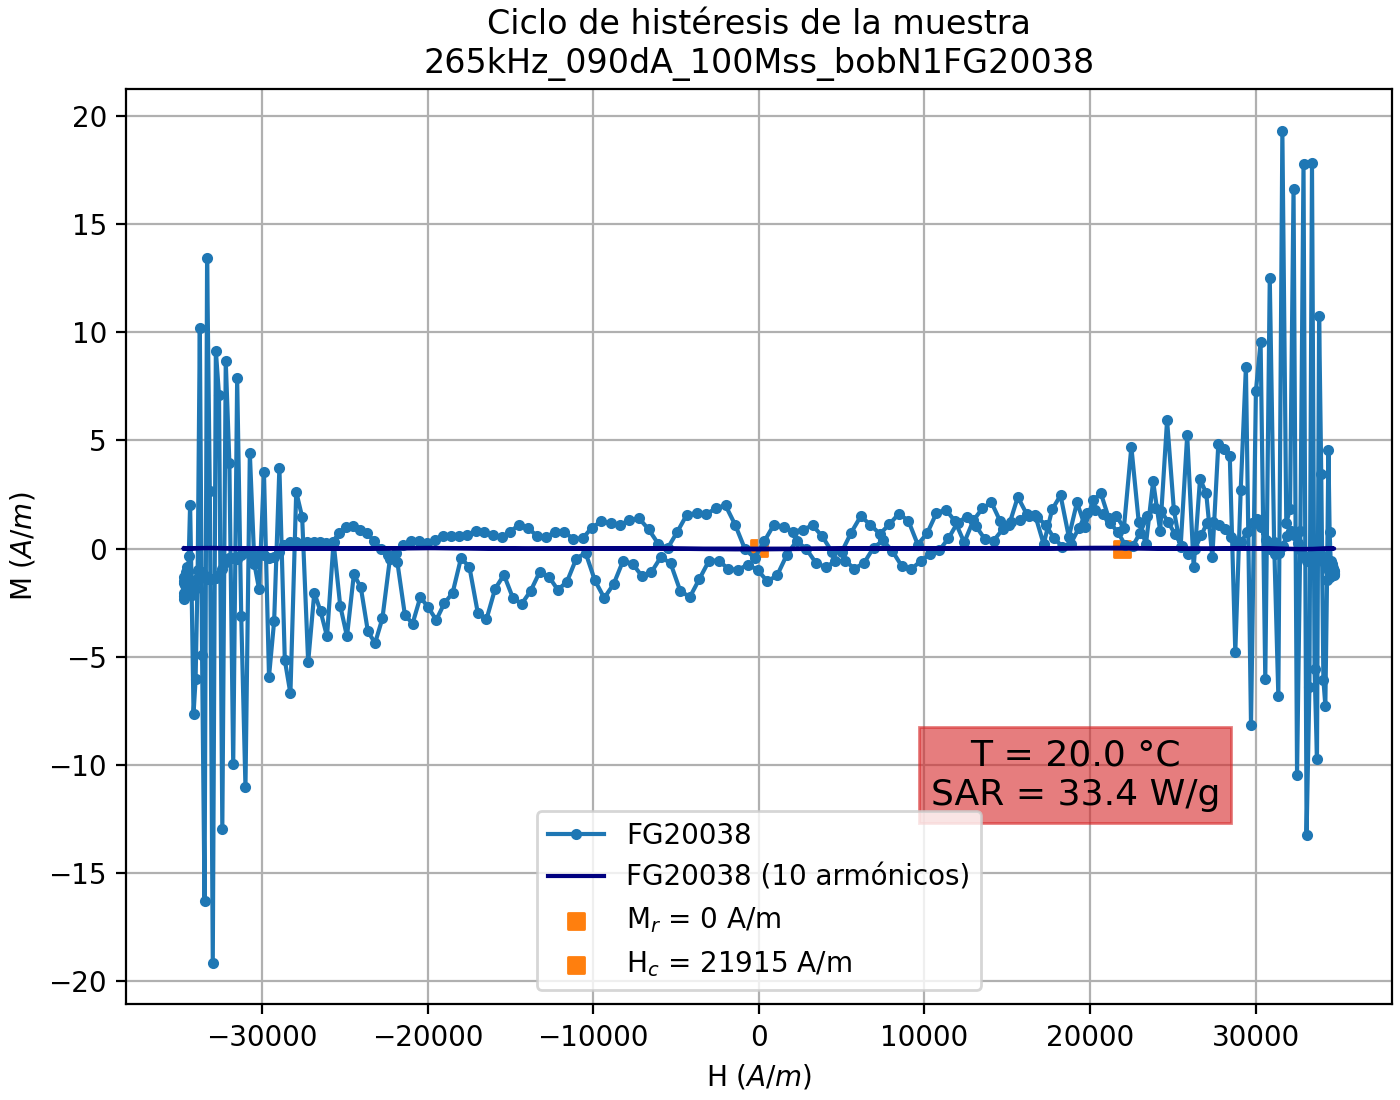 Ciclo de histéresis de la muestra
265kHz_090dA_100Mss_bobN1FG20038
M (A/m)
20
15
10
5
0
−5
−10
−15
−20
T = 20.0 °C
SAR = 33.4 W/g
FG20038
FG20038 (10 armónicos)
Mᵣ = 0 A/m
H_c = 21915 A/m
−30000 −20000 −10000 0 10000 20000 30000
H (A/m)